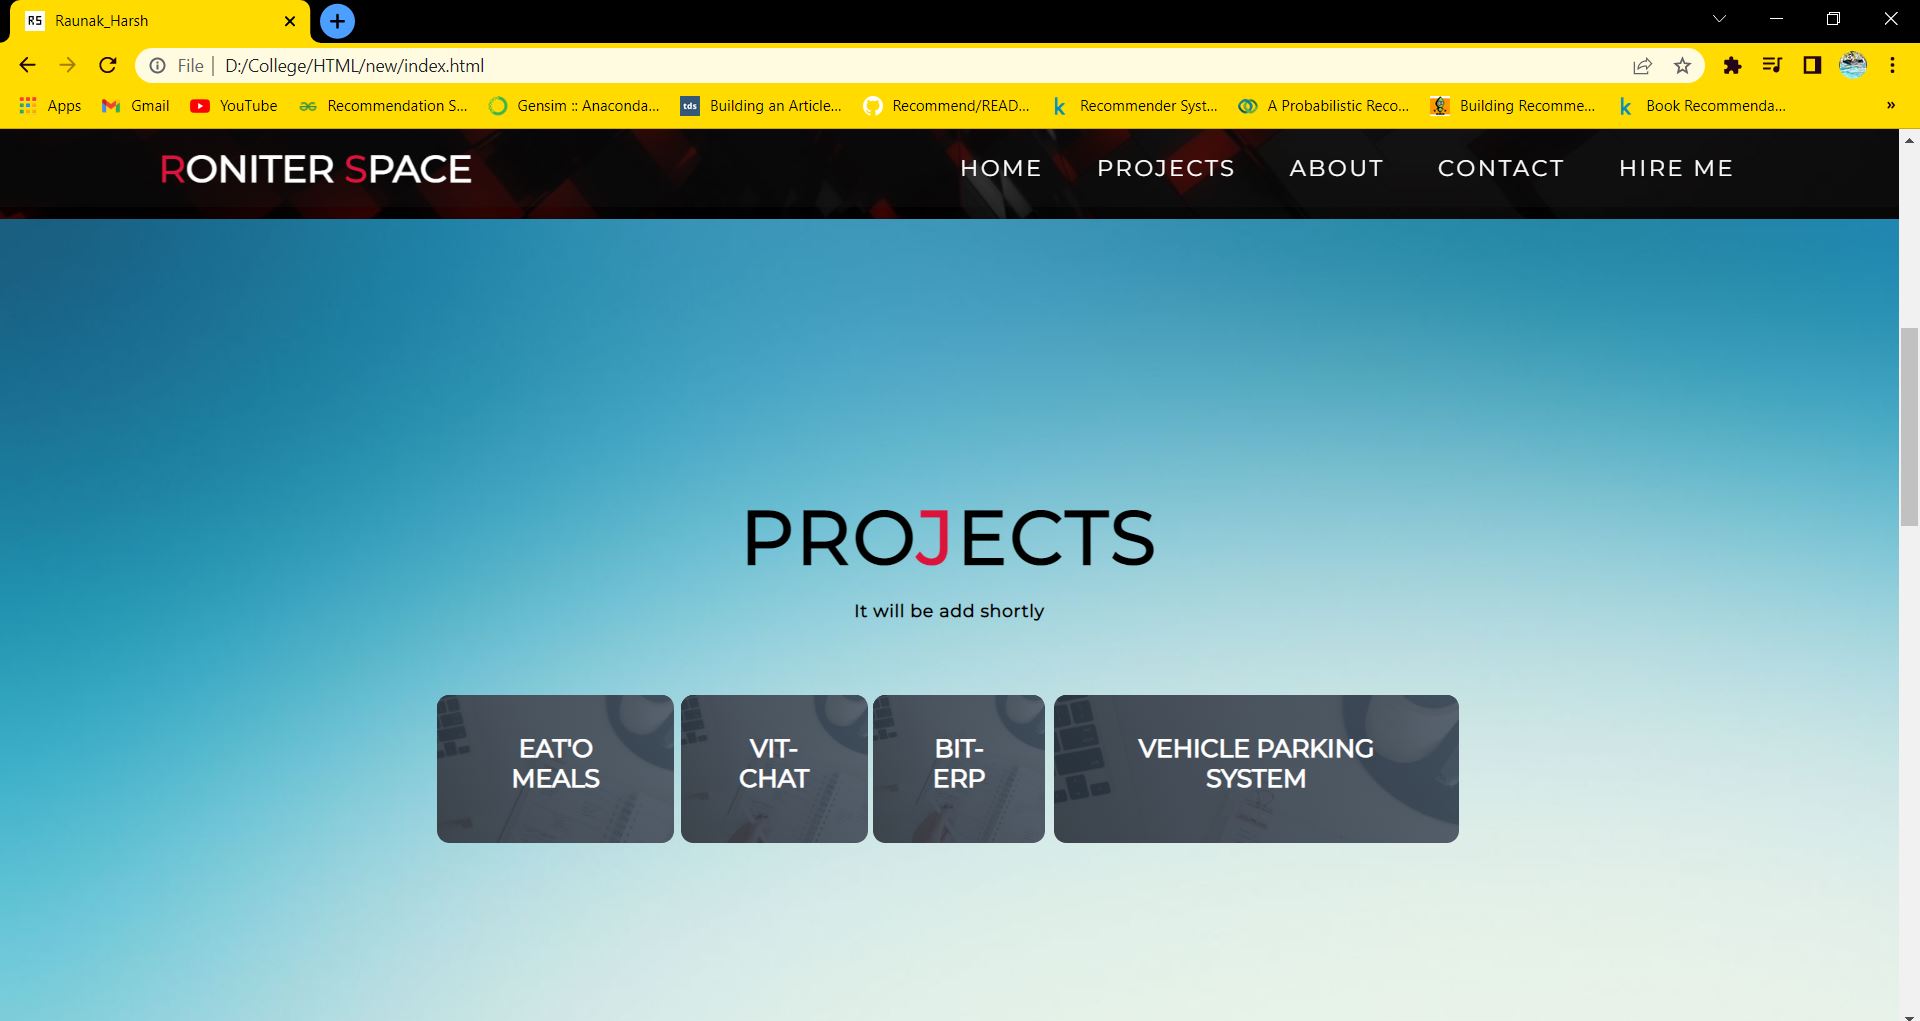 RS Raunak_Harsh
File | D:/College/HTML/new/index.html
Apps Gmail YouTube Recommendation S... Gensim :: Anaconda... tds Building an Article... Recommend/READ... k Recommender Syst... A Probabilistic Reco... Building Recomme... k Book Recommenda... »
RONITER SPACE HOME PROJECTS ABOUT CONTACT HIRE ME
PROJECTS
It will be add shortly
EAT'O
MEALS
VIT-
CHAT
BIT-
ERP
VEHICLE PARKING
SYSTEM